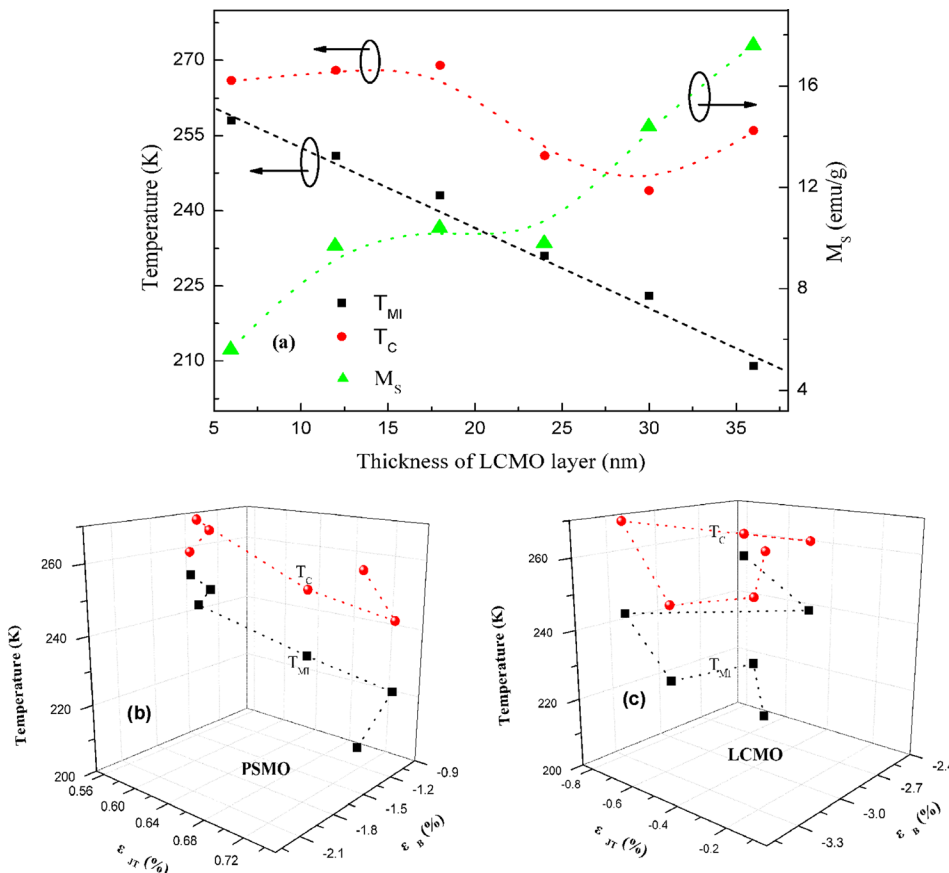 Temperature (K)
270
255
240
225
210
16
12
8
4
M_S (emu/g)
T_MI
T_C
M_S
(a)
5 10 15 20 25 30 35
Thickness of LCMO layer (nm)
Temperature (K)
260
240
220
200
T_C
T_MI
(b)
PSMO
0.56 0.60 0.64 0.68 0.72
ε_JT (%)
-2.1 -1.8 -1.5 -1.2 -0.9
ε_B (%)
Temperature (K)
260
240
220
200
T_C
T_MI
(c)
LCMO
-0.8 -0.6 -0.4 -0.2
ε_JT (%)
-3.3 -3.0 -2.7 -2.4
ε_B (%)